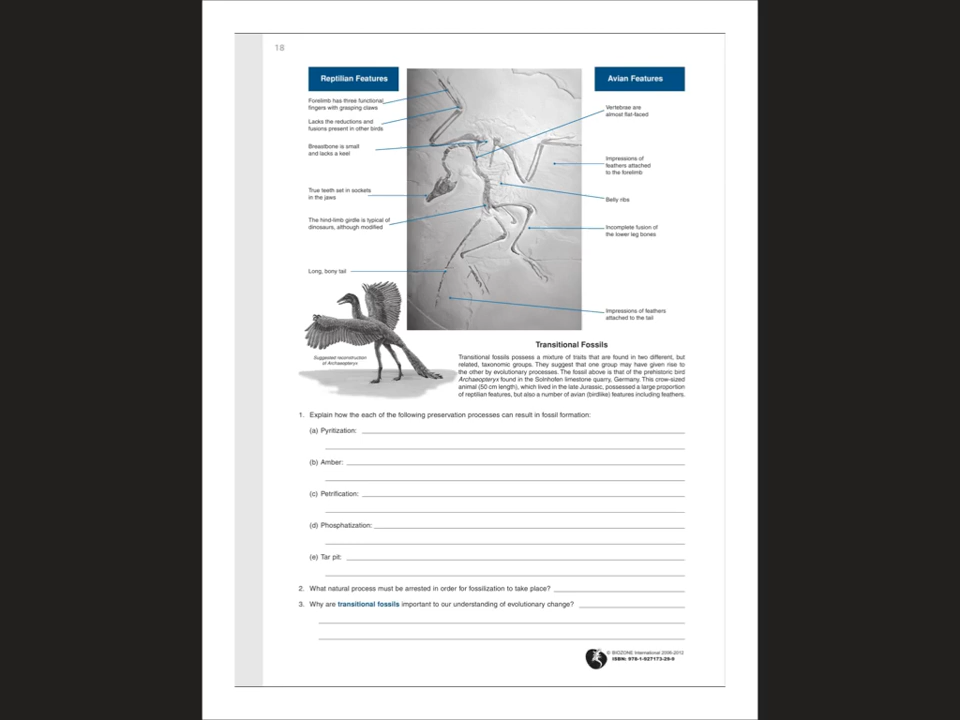 18
Reptilian Features
Avian Features
Forelimb has three functional
fingers with grasping claws
Lacks the reductions and
fusions present in other birds
Breastbone is small
and lacks a keel
True teeth set in sockets
in the jaws
The hind-limb girdle is typical of
dinosaurs, although modified
Long, bony tail
Vertebrae are
almost flat-faced
Impressions of
feathers attached
to the forelimb
Belly ribs
Incomplete fusion of
the lower leg bones
Impressions of feathers
attached to the tail
Suggested reconstruction
of Archaeopteryx
Transitional Fossils
Transitional fossils possess a mixture of traits that are found in two different, but
related, taxonomic groups. They suggest that one group may have given rise to
the other by evolutionary processes. The fossil above is that of the prehistoric bird
Archaeopteryx found in the Solnhofen limestone quarry, Germany. This crow-sized
animal (50 cm length), which lived in the late Jurassic, possessed a large proportion
of reptilian features, but also a number of avian (birdlike) features including feathers.
1. Explain how the each of the following preservation processes can result in fossil formation:
(a) Pyritization:
(b) Amber:
(c) Petrification:
(d) Phosphatization:
(e) Tar pit:
2. What natural process must be arrested in order for fossilization to take place?
3. Why are transitional fossils important to our understanding of evolutionary change?
© BIOZONE International 2006-2012
ISBN: 978-1-927173-29-9